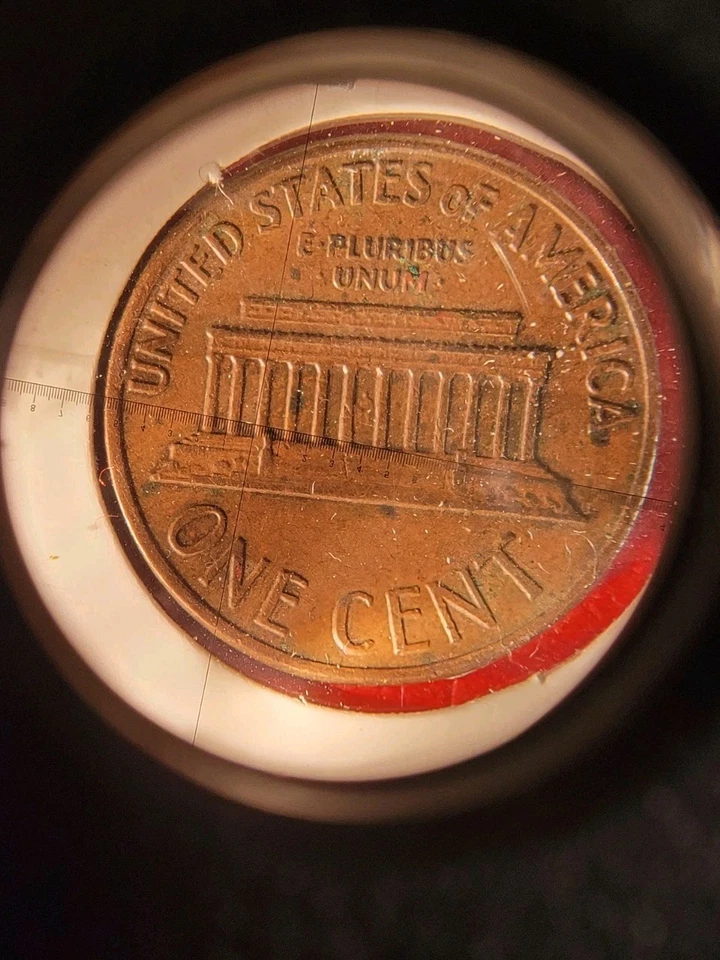 UNITED STATES OF AMERICA
E·PLURIBUS
·UNUM·
ONE CENT